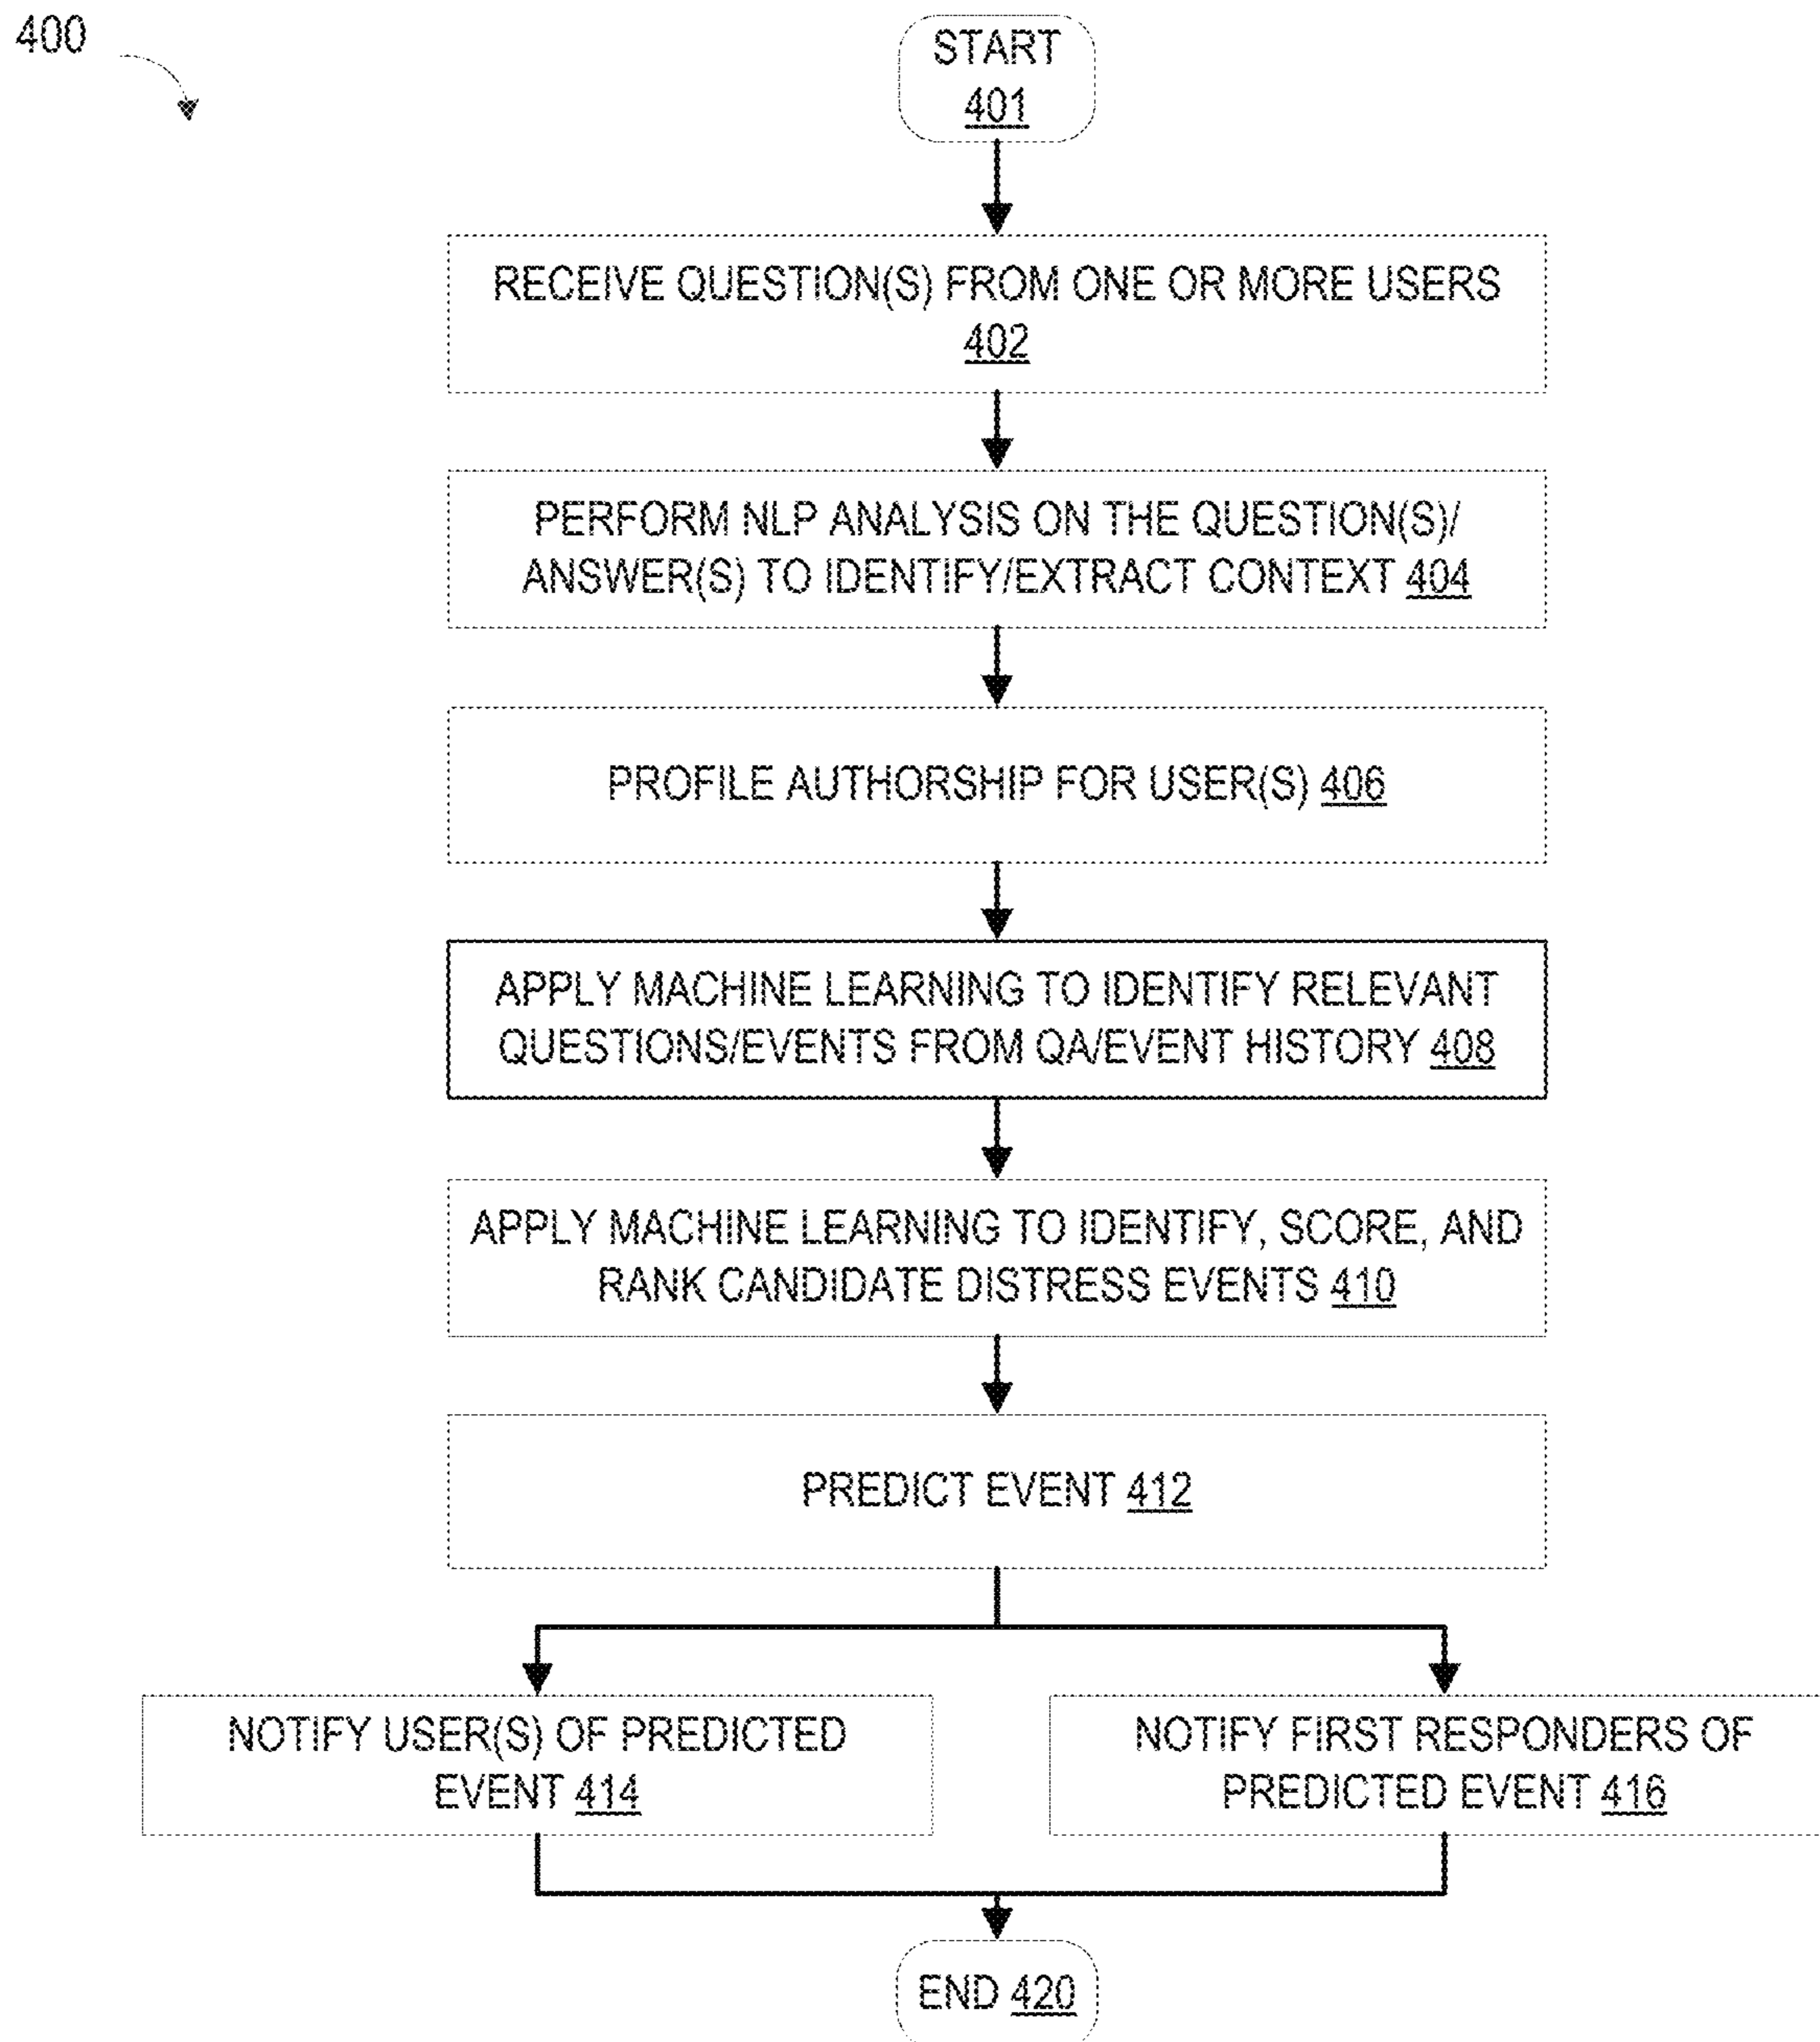 400
START
401
RECEIVE QUESTION(S) FROM ONE OR MORE USERS
402
PERFORM NLP ANALYSIS ON THE QUESTION(S)/
ANSWER(S) TO IDENTIFY/EXTRACT CONTEXT 404
PROFILE AUTHORSHIP FOR USER(S) 406
APPLY MACHINE LEARNING TO IDENTIFY RELEVANT
QUESTIONS/EVENTS FROM QA/EVENT HISTORY 408
APPLY MACHINE LEARNING TO IDENTIFY, SCORE, AND
RANK CANDIDATE DISTRESS EVENTS 410
PREDICT EVENT 412
NOTIFY USER(S) OF PREDICTED
EVENT 414
NOTIFY FIRST RESPONDERS OF
PREDICTED EVENT 416
END 420